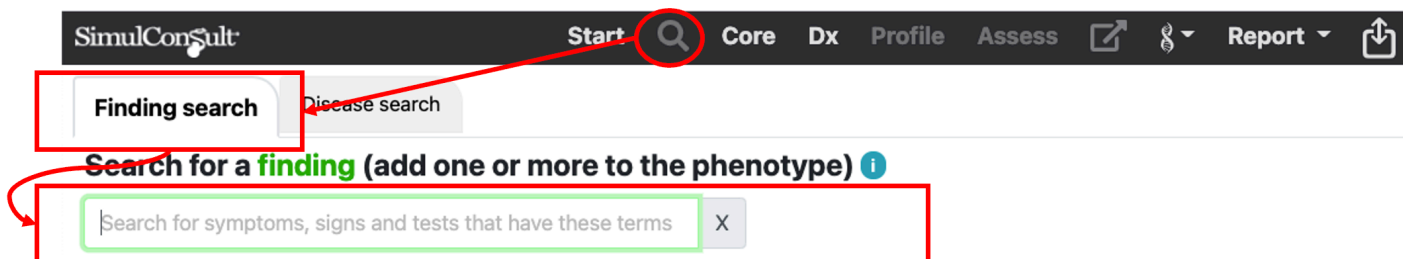 SimulConsult Start Core Dx Profile Assess Report
Finding search Disease search
Search for a finding (add one or more to the phenotype) i
Search for symptoms, signs and tests that have these terms X